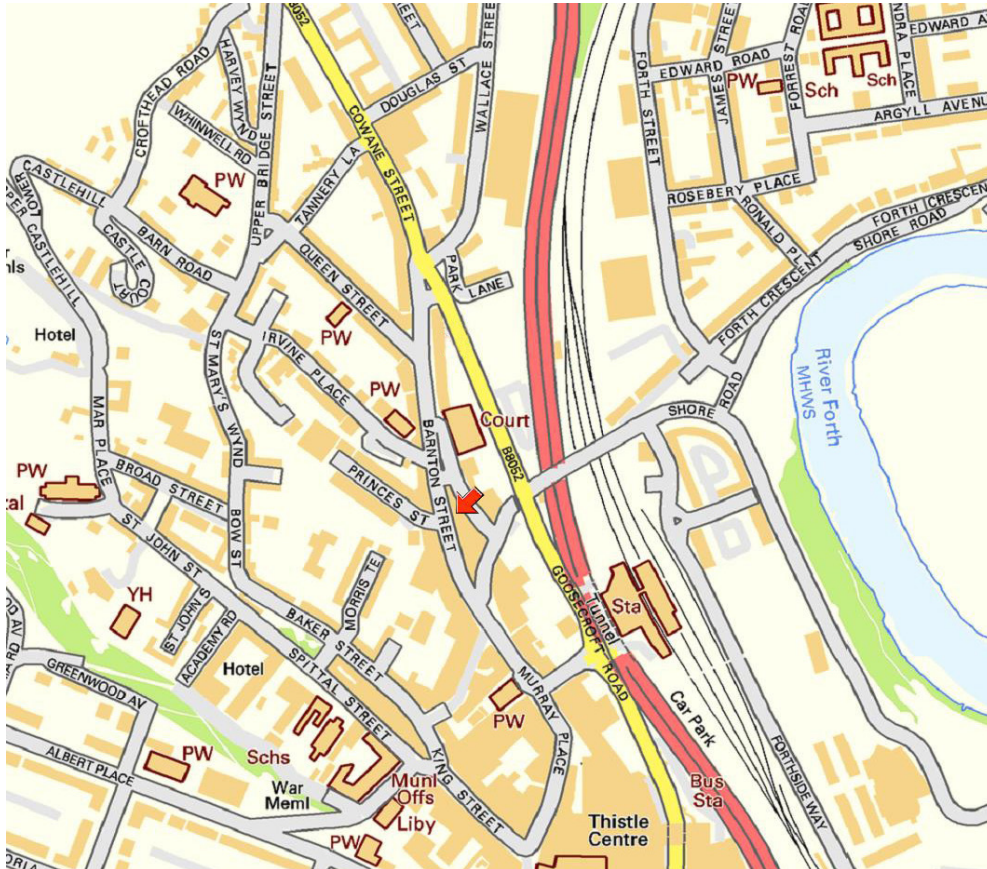 B8052
CROFTHEAD ROAD
HARVEY WYND
WHINWELL RD
UPPER BRIDGE STREET
DOUGLAS ST
WALLACE STREET
COWANE STREET
TANNERY LA
FORTH STREET
EDWARD ROAD
JAMES STREET
PW
FORREST ROAD
Sch
Sch
EDWARD
ARGYLL AVENU
CASTLEHILL
LOWER
CASTLEHILL
PW
BARN ROAD
CASTLE
COURT
QUEEN STREET
PARK
LANE
ROSEBERY PLACE
RONALD PL
FORTH CRESCEN
SHORE ROAD
FORTH CRESCENT
Hotel
PW
IRVINE PLACE
ST MARY'S WYND
PW
Court
BARNTON STREET
B8052
SHORE ROAD
River Forth
MHWS
MAR PLACE
PW
BROAD STREET
PRINCES ST
BOW ST
ST JOHN ST
YH
ST JOHN'S
ACADEMY RD
MORRIS TE
BAKER STREET
GOOSECROFT ROAD
Tunnel
Sta
Hotel
SPITTAL STREET
GREENWOOD AV
MURRAY PLACE
PW
Car Park
FORTHSIDE WAY
ALBERT PLACE
PW
Schs
War
Meml
Munl
Offs
Liby
KING STREET
Bus
Sta
Thistle
Centre
PW